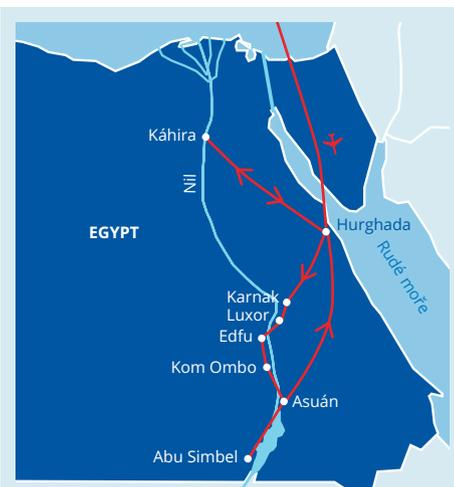 Káhira
Nil
Hurghada
EGYPT
Rudé moře
Karnak
Luxor
Edfu
Kom Ombo
Asuán
Abu Simbel